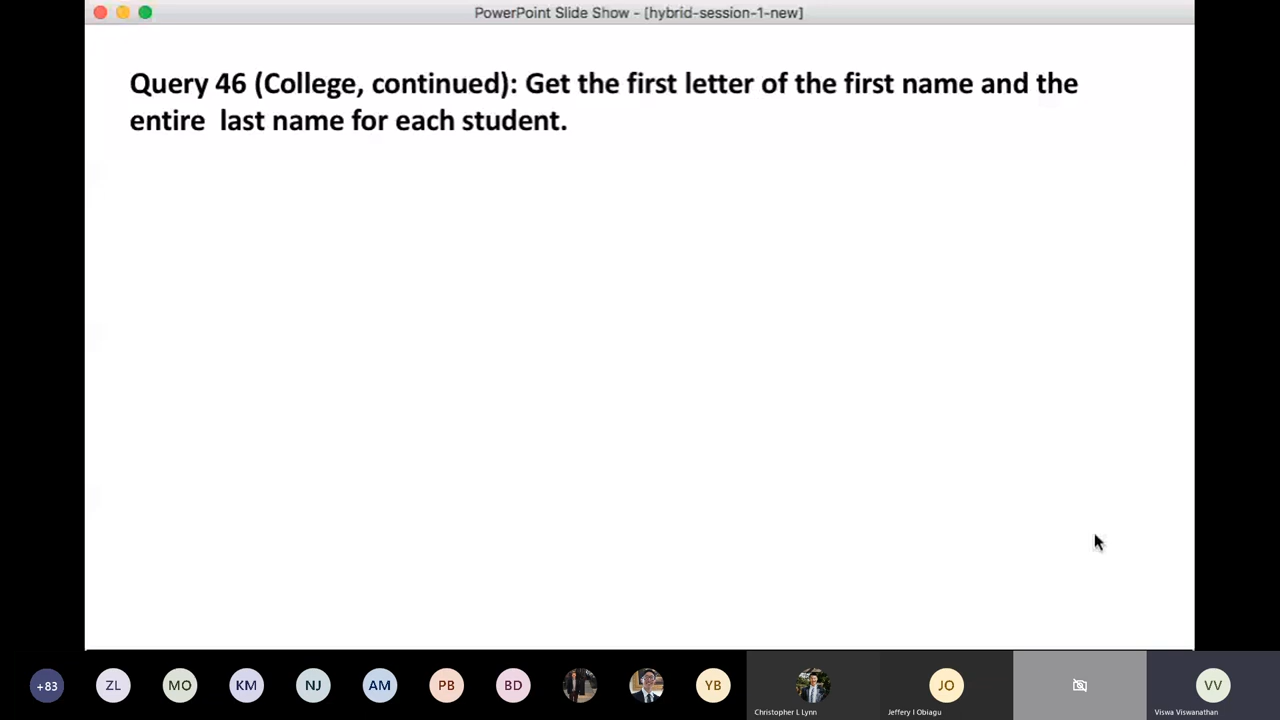 PowerPoint Slide Show - [hybrid-session-1-new]
Query 46 (College, continued): Get the first letter of the first name and the
entire last name for each student.
+83 ZL MO KM NJ AM PB BD YB JO VV
Christopher L Lynn Jeffery I Obiagu Viswa Viswanathan